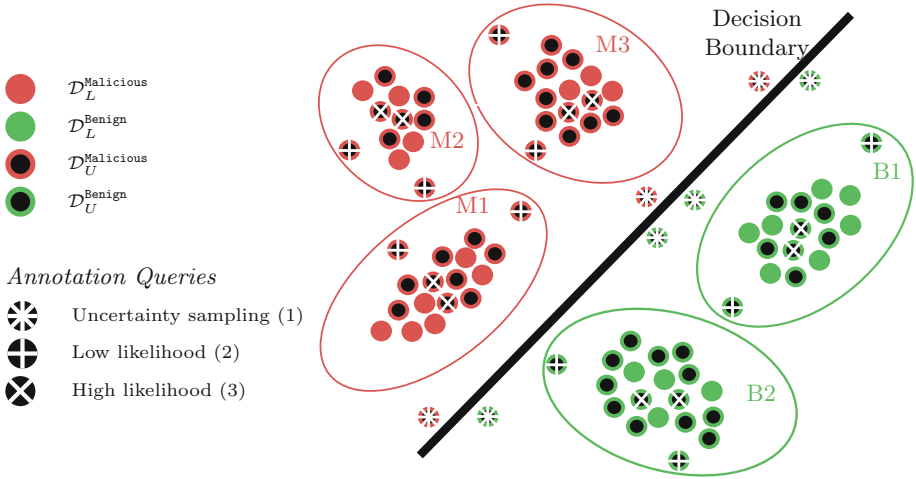 Decision
Boundary
M3
M2
M1
B1
B2
𝒟_L^Malicious
𝒟_L^Benign
𝒟_U^Malicious
𝒟_U^Benign
Annotation Queries
Uncertainty sampling (1)
Low likelihood (2)
High likelihood (3)